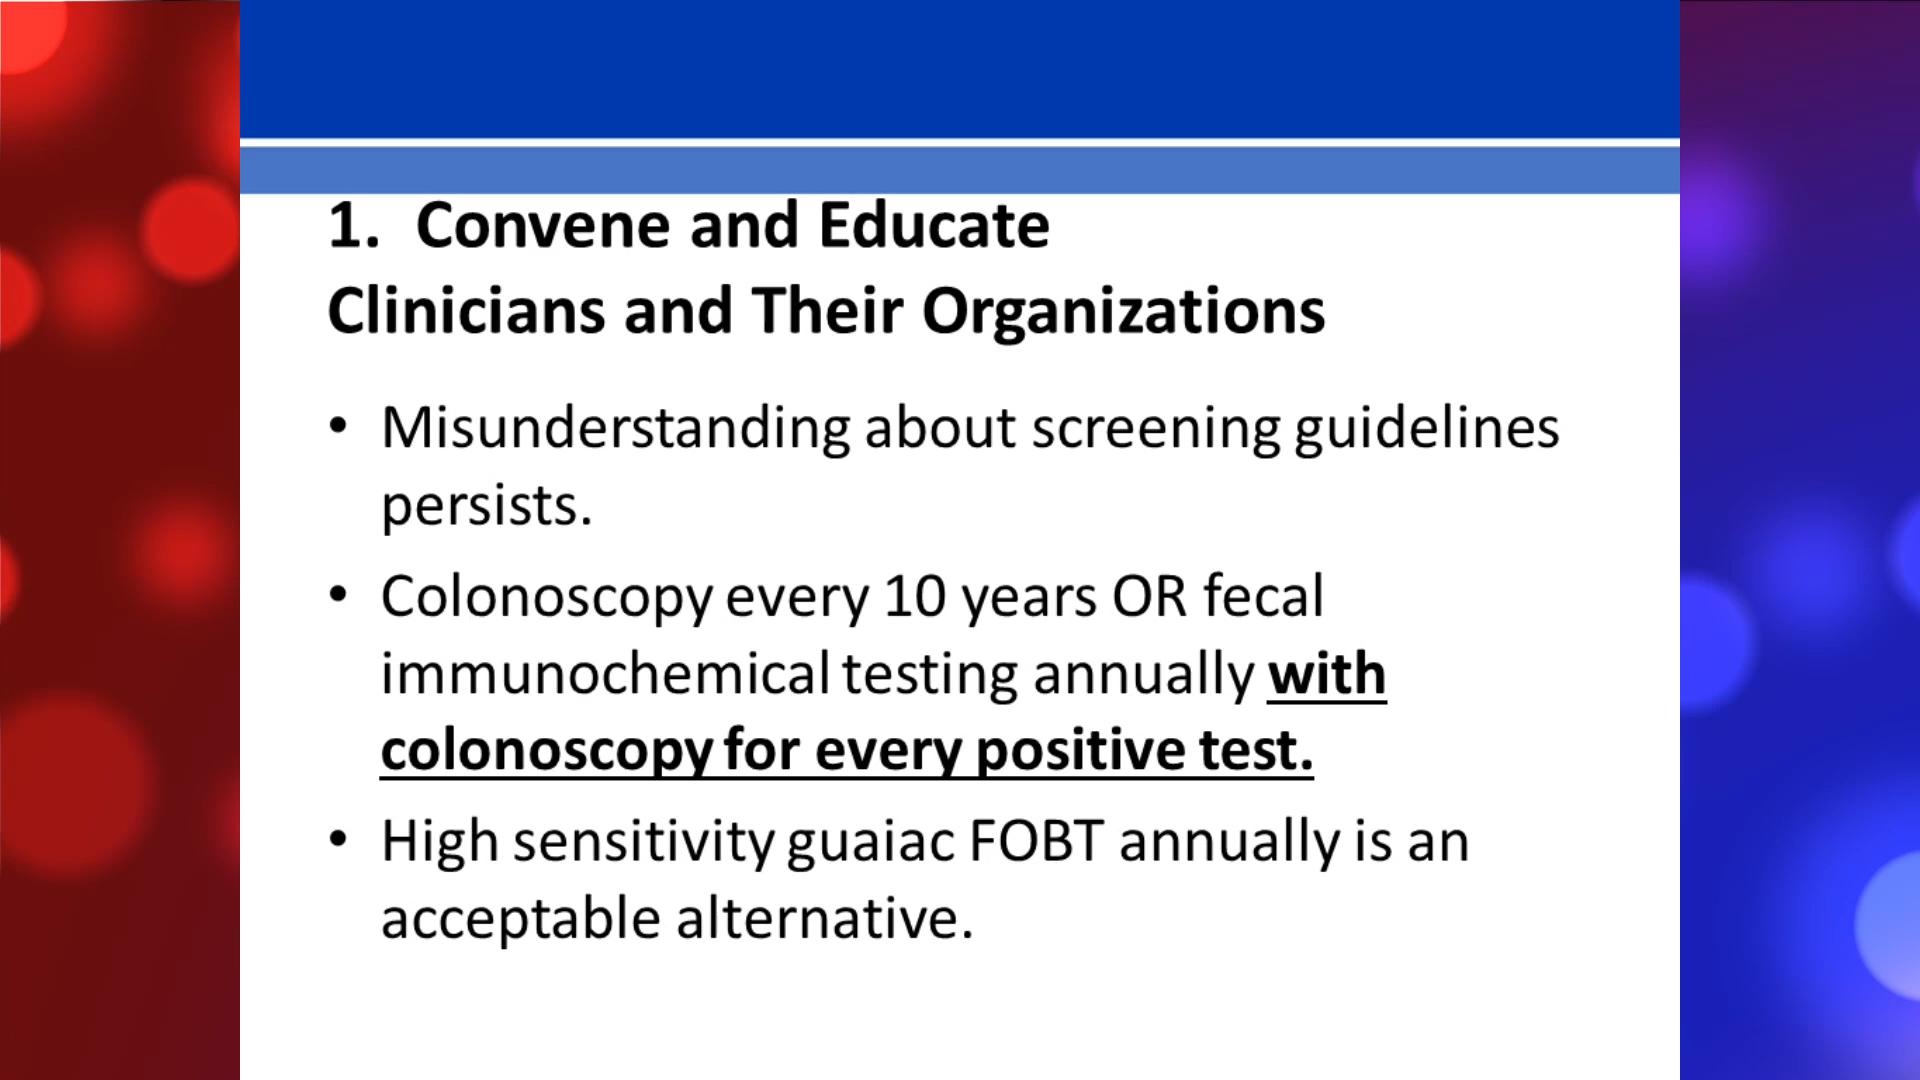 1. Convene and Educate
Clinicians and Their Organizations
• Misunderstanding about screening guidelines
persists.
• Colonoscopy every 10 years OR fecal
immunochemical testing annually with
colonoscopy for every positive test.
• High sensitivity guaiac FOBT annually is an
acceptable alternative.